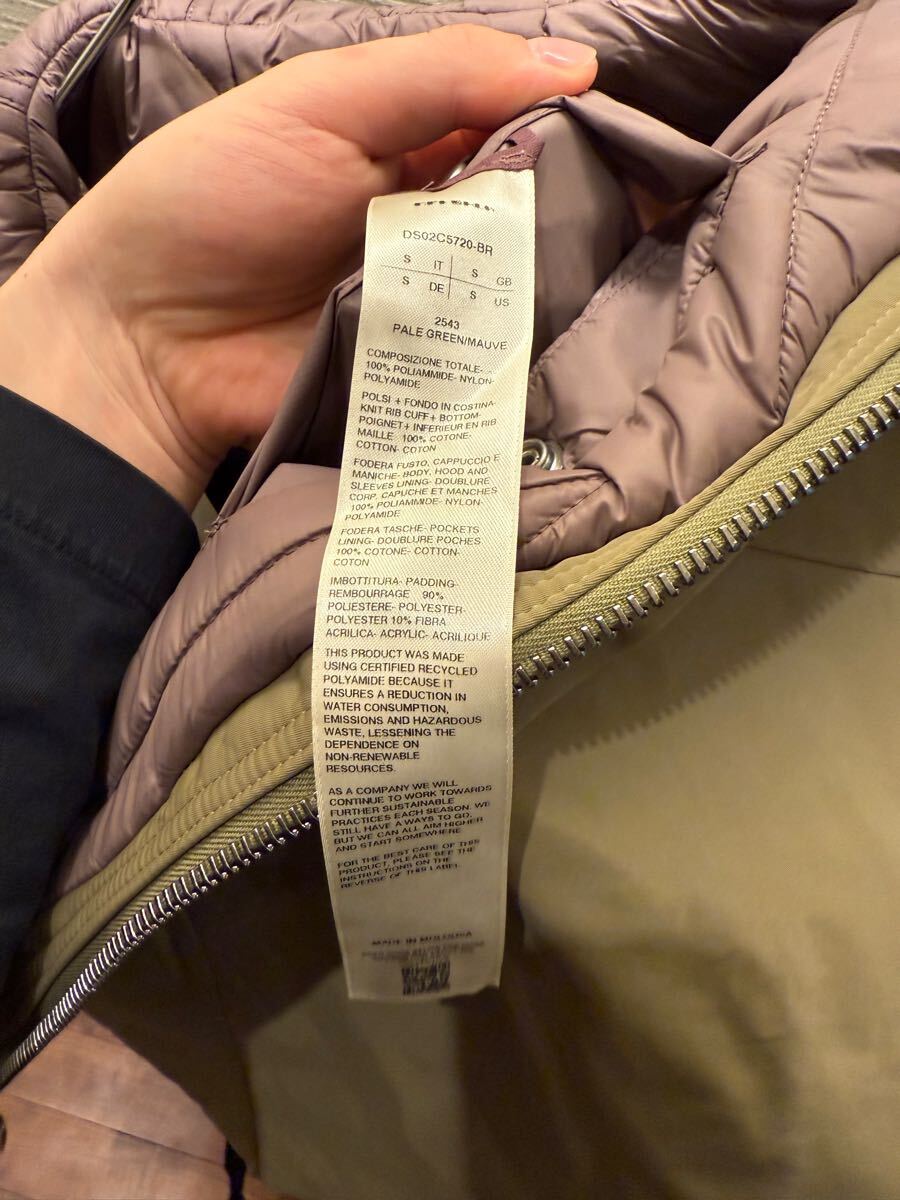 DS02C5720-BR
S IT S GB
S DE S US
2543
PALE GREEN/MAUVE
COMPOSIZIONE TOTALE-
100% POLIAMMIDE- NYLON-
POLYAMIDE
POLSI + FONDO IN COSTINA-
KNIT RIB CUFF+ BOTTOM-
POIGNET+ INFERIEUR EN RIB
MAILLE 100% COTONE-
COTTON- COTON
FODERA FUSTO, CAPPUCCIO E
MANICHE- BODY, HOOD AND
SLEEVES LINING- DOUBLURE
CORP, CAPUCHE ET MANCHES
100% POLIAMMIDE- NYLON-
POLYAMIDE
FODERA TASCHE- POCKETS
LINING- DOUBLURE POCHES
100% COTONE- COTTON-
COTON
IMBOTTITURA- PADDING-
REMBOURRAGE 90%
POLIESTERE- POLYESTER-
POLYESTER 10% FIBRA
ACRILICA- ACRYLIC- ACRILIQUE
THIS PRODUCT WAS MADE
USING CERTIFIED RECYCLED
POLYAMIDE BECAUSE IT
ENSURES A REDUCTION IN
WATER CONSUMPTION,
EMISSIONS AND HAZARDOUS
WASTE, LESSENING THE
DEPENDENCE ON
NON-RENEWABLE
RESOURCES.
AS A COMPANY WE WILL
CONTINUE TO WORK TOWARDS
FURTHER SUSTAINABLE
PRACTICES EACH SEASON. WE
STILL HAVE A WAYS TO GO,
BUT WE CAN ALL AIM HIGHER
AND START SOMEWHERE
FOR THE BEST CARE OF THIS
PRODUCT, PLEASE SEE THE
INSTRUCTIONS ON THE
REVERSE OF THIS LABEL.
MADE IN MOLDOVA